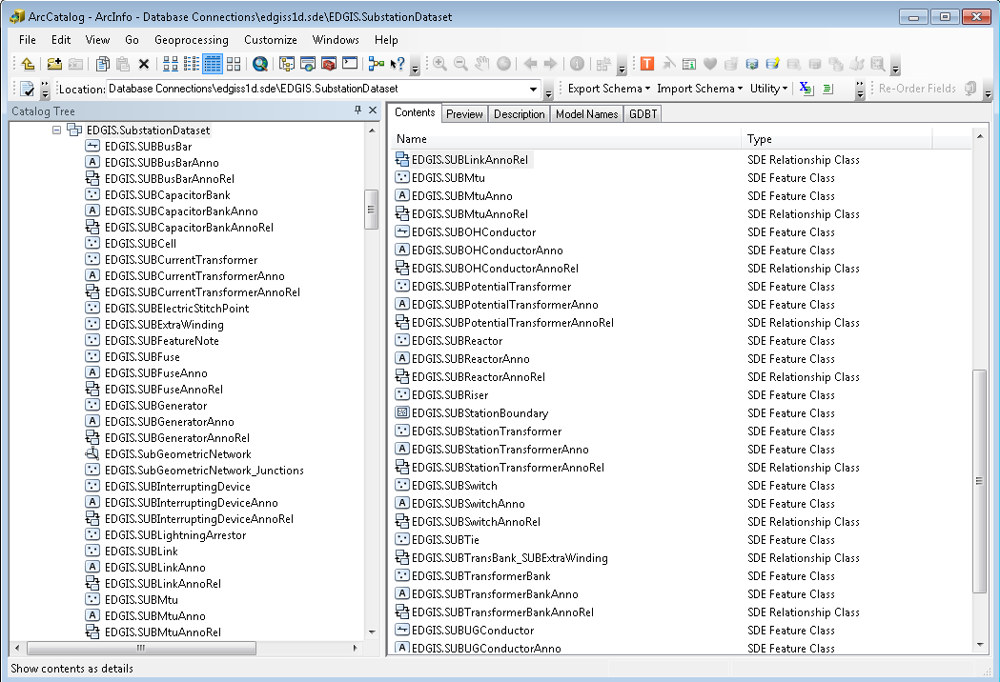 ArcCatalog - ArcInfo - Database Connections\edgiss1d.sde\EDGIS.SubstationDataset
File Edit View Go Geoprocessing Customize Windows Help
Location: Database Connections\edgiss1d.sde\EDGIS.SubstationDataset
Export Schema Import Schema Utility Re-Order Fields
Catalog Tree
EDGIS.SubstationDataset
EDGIS.SUBBusBar
EDGIS.SUBBusBarAnno
EDGIS.SUBBusBarAnnoRel
EDGIS.SUBCapacitorBank
EDGIS.SUBCapacitorBankAnno
EDGIS.SUBCapacitorBankAnnoRel
EDGIS.SUBCell
EDGIS.SUBCurrentTransformer
EDGIS.SUBCurrentTransformerAnno
EDGIS.SUBCurrentTransformerAnnoRel
EDGIS.SUBElectricStitchPoint
EDGIS.SUBExtraWinding
EDGIS.SUBFeatureNote
EDGIS.SUBFuse
EDGIS.SUBFuseAnno
EDGIS.SUBFuseAnnoRel
EDGIS.SUBGenerator
EDGIS.SUBGeneratorAnno
EDGIS.SUBGeneratorAnnoRel
EDGIS.SubGeometricNetwork
EDGIS.SubGeometricNetwork_Junctions
EDGIS.SUBInterruptingDevice
EDGIS.SUBInterruptingDeviceAnno
EDGIS.SUBInterruptingDeviceAnnoRel
EDGIS.SUBLightningArrestor
EDGIS.SUBLink
EDGIS.SUBLinkAnno
EDGIS.SUBLinkAnnoRel
EDGIS.SUBMtu
EDGIS.SUBMtuAnno
EDGIS.SUBMtuAnnoRel
Contents Preview Description Model Names GDBT
Name Type
EDGIS.SUBLinkAnnoRel SDE Relationship Class
EDGIS.SUBMtu SDE Feature Class
EDGIS.SUBMtuAnno SDE Feature Class
EDGIS.SUBMtuAnnoRel SDE Relationship Class
EDGIS.SUBOHConductor SDE Feature Class
EDGIS.SUBOHConductorAnno SDE Feature Class
EDGIS.SUBOHConductorAnnoRel SDE Relationship Class
EDGIS.SUBPotentialTransformer SDE Feature Class
EDGIS.SUBPotentialTransformerAnno SDE Feature Class
EDGIS.SUBPotentialTransformerAnnoRel SDE Relationship Class
EDGIS.SUBReactor SDE Feature Class
EDGIS.SUBReactorAnno SDE Feature Class
EDGIS.SUBReactorAnnoRel SDE Relationship Class
EDGIS.SUBRiser SDE Feature Class
EDGIS.SUBStationBoundary SDE Feature Class
EDGIS.SUBStationTransformer SDE Feature Class
EDGIS.SUBStationTransformerAnno SDE Feature Class
EDGIS.SUBStationTransformerAnnoRel SDE Relationship Class
EDGIS.SUBSwitch SDE Feature Class
EDGIS.SUBSwitchAnno SDE Feature Class
EDGIS.SUBSwitchAnnoRel SDE Relationship Class
EDGIS.SUBTie SDE Feature Class
EDGIS.SUBTransBank_SUBExtraWinding SDE Relationship Class
EDGIS.SUBTransformerBank SDE Feature Class
EDGIS.SUBTransformerBankAnno SDE Feature Class
EDGIS.SUBTransformerBankAnnoRel SDE Relationship Class
EDGIS.SUBUGConductor SDE Feature Class
EDGIS.SUBUGConductorAnno SDE Feature Class
Show contents as details